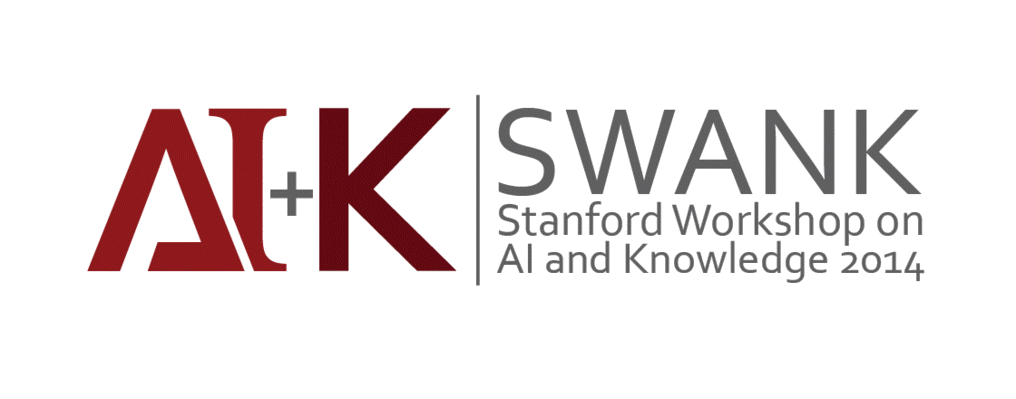 AI+K
SWANK
Stanford Workshop on
AI and Knowledge 2014